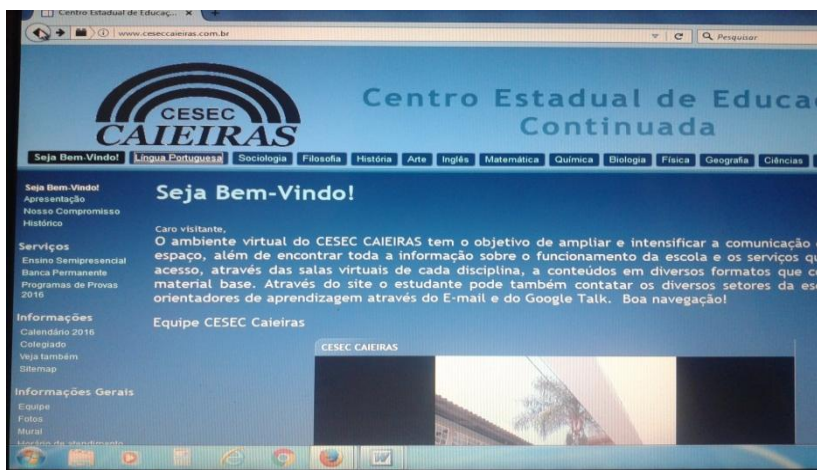 Centro Estadual de Educaç...
www.ceseccaieiras.com.br
Pesquisar
CESEC
CAIEIRAS
Centro Estadual de Educa
Continuada
Seja Bem-Vindo! Língua Portuguesa Sociologia Filosofia História Arte Inglês Matemática Química Biologia Física Geografia Ciências
Seja Bem-Vindo!
Apresentação
Nosso Compromisso
Histórico
Serviços
Ensino Semipresencial
Banca Permanente
Programas de Provas
2016
Informações
Calendário 2016
Colegiado
Veja também
Sitemap
Informações Gerais
Equipe
Fotos
Mural
Horário de atendimento
Seja Bem-Vindo!
Caro visitante,
O ambiente virtual do CESEC CAIEIRAS tem o objetivo de ampliar e intensificar a comunicação
espaço, além de encontrar toda a informação sobre o funcionamento da escola e os serviços
acesso, através das salas virtuais de cada disciplina, a conteúdos em diversos formatos que
material base. Através do site o estudante pode também contatar os diversos setores da
orientadores de aprendizagem através do E-mail e do Google Talk. Boa navegação!
Equipe CESEC Caieiras
CESEC CAIEIRAS